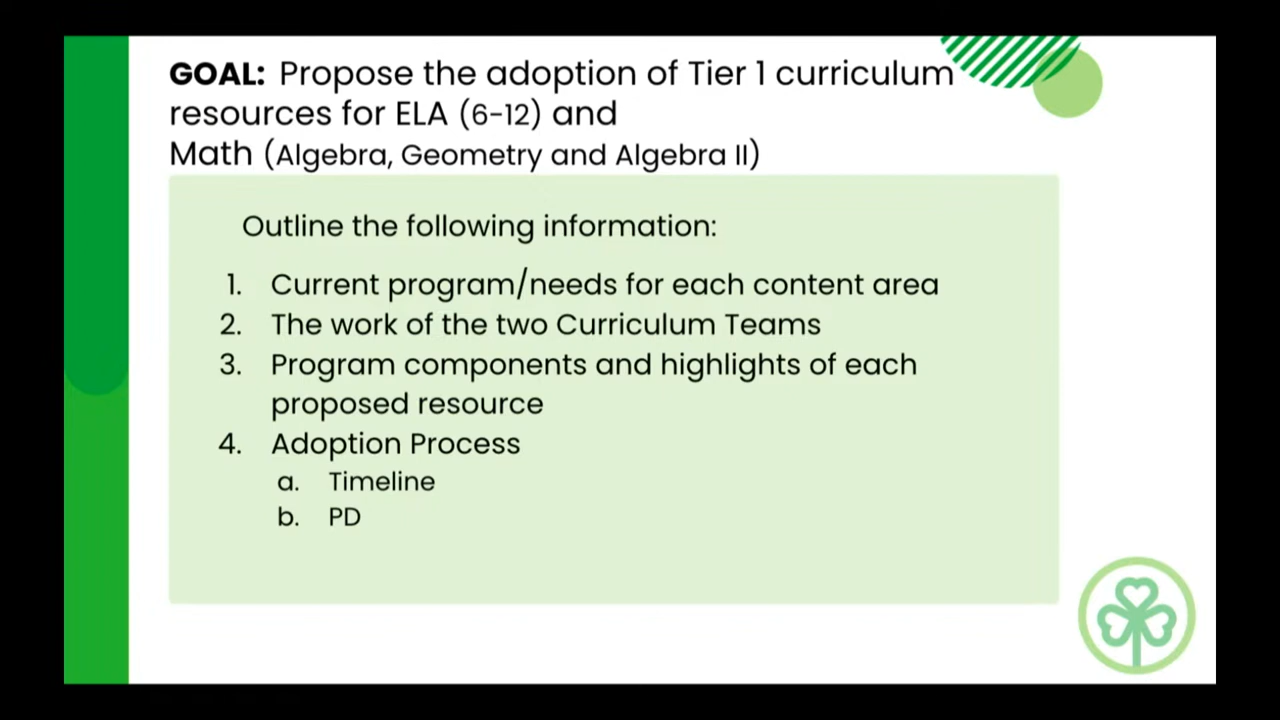 GOAL: Propose the adoption of Tier 1 curriculum
resources for ELA (6-12) and
Math (Algebra, Geometry and Algebra II)
Outline the following information:
1. Current program/needs for each content area
2. The work of the two Curriculum Teams
3. Program components and highlights of each
proposed resource
4. Adoption Process
a. Timeline
b. PD